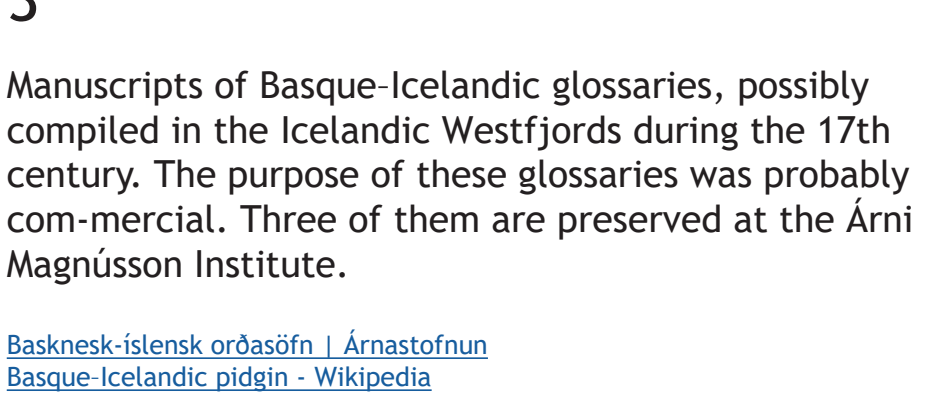 Manuscripts of Basque–Icelandic glossaries, possibly
compiled in the Icelandic Westfjords during the 17th
century. The purpose of these glossaries was probably
com-mercial. Three of them are preserved at the Árni
Magnússon Institute.
Basknesk-íslensk orðasöfn | Árnastofnun
Basque–Icelandic pidgin - Wikipedia